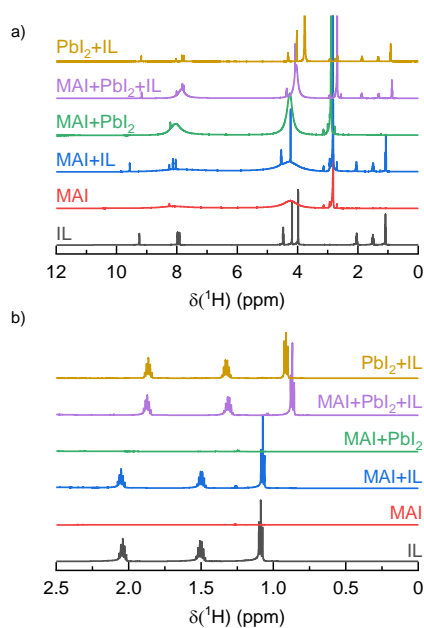 a)
PbI₂+IL
MAI+PbI₂+IL
MAI+PbI₂
MAI+IL
MAI
IL
12 10 8 6 4 2 0
δ(¹H) (ppm)
b)
PbI₂+IL
MAI+PbI₂+IL
MAI+PbI₂
MAI+IL
MAI
IL
2.5 2.0 1.5 1.0 0.5 0.0
δ(¹H) (ppm)